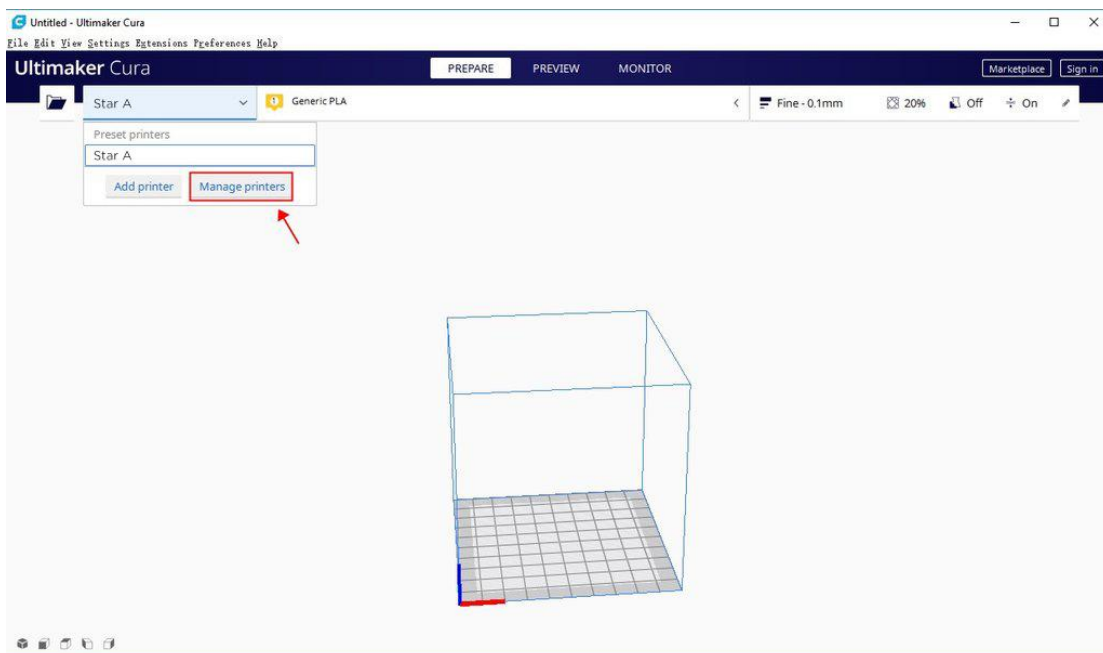 Untitled - Ultimaker Cura
File Edit View Settings Extensions Preferences Help
Ultimaker Cura PREPARE PREVIEW MONITOR Marketplace Sign in
Star A Generic PLA Fine - 0.1mm 20% Off On
Preset printers
Star A
Add printer Manage printers